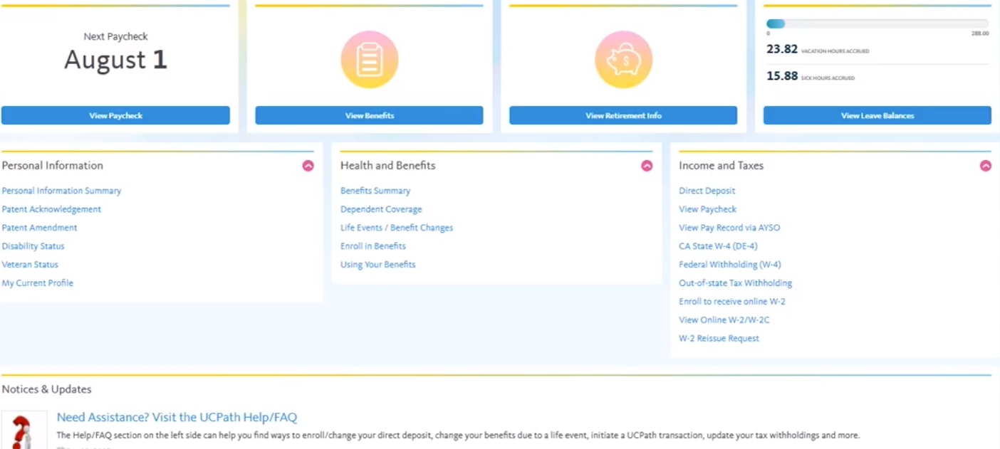 Next Paycheck
August 1
View Paycheck
View Benefits
$
View Retirement Info
0 288.00
23.82 VACATION HOURS ACCRUED
15.88 SICK HOURS ACCRUED
View Leave Balances
Personal Information
Personal Information Summary
Patent Acknowledgement
Patent Amendment
Disability Status
Veteran Status
My Current Profile
Health and Benefits
Benefits Summary
Dependent Coverage
Life Events / Benefit Changes
Enroll in Benefits
Using Your Benefits
Income and Taxes
Direct Deposit
View Paycheck
View Pay Record via AYSO
CA State W-4 (DE-4)
Federal Withholding (W-4)
Out-of-state Tax Withholding
Enroll to receive online W-2
View Online W-2/W-2C
W-2 Reissue Request
Notices & Updates
Need Assistance? Visit the UCPath Help/FAQ
The Help/FAQ section on the left side can help you find ways to enroll/change your direct deposit, change your benefits due to a life event, initiate a UCPath transaction, update your tax withholdings and more.